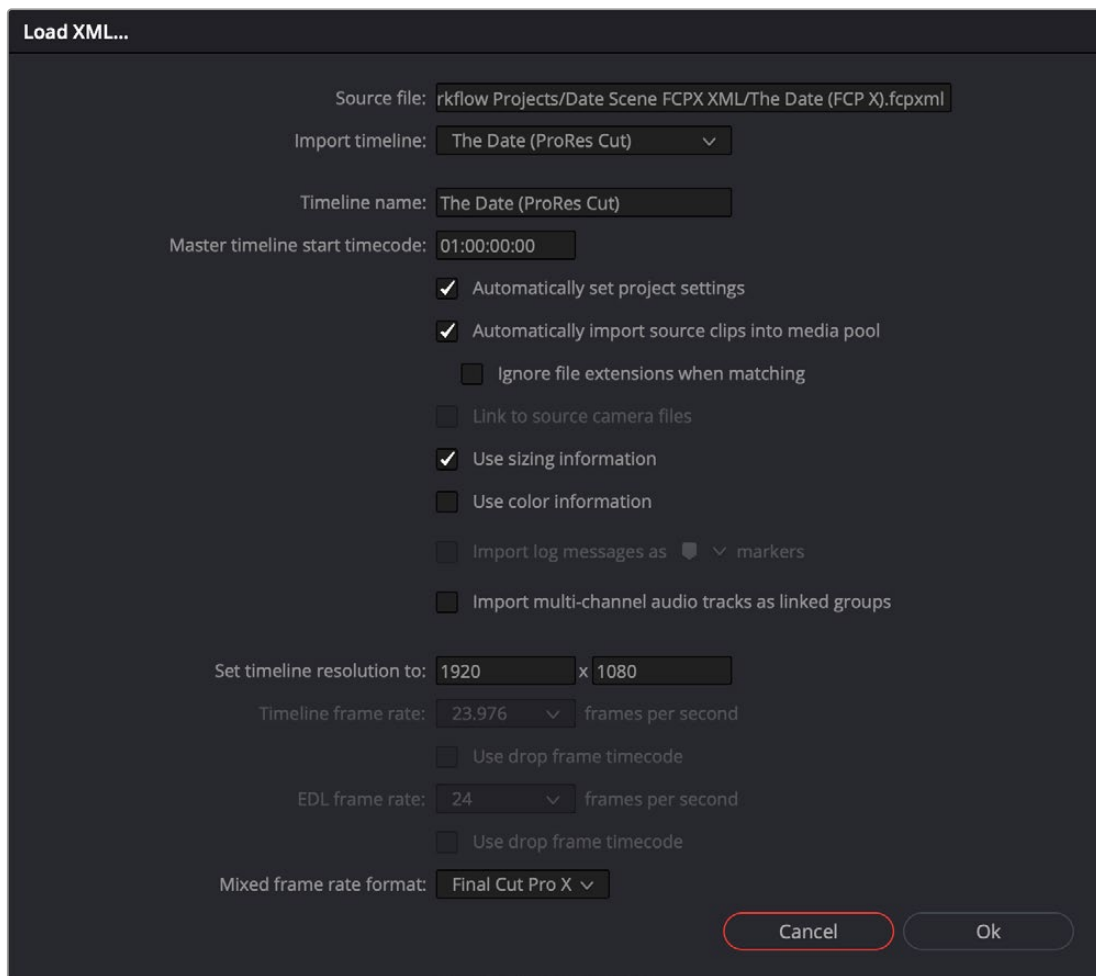 Load XML...
Source file: rkflow Projects/Date Scene FCPX XML/The Date (FCP X).fcpxml
Import timeline: The Date (ProRes Cut)
Timeline name: The Date (ProRes Cut)
Master timeline start timecode: 01:00:00:00
Automatically set project settings
Automatically import source clips into media pool
Ignore file extensions when matching
Link to source camera files
Use sizing information
Use color information
Import log messages as markers
Import multi-channel audio tracks as linked groups
Set timeline resolution to: 1920 x 1080
Timeline frame rate: 23.976 frames per second
Use drop frame timecode
EDL frame rate: 24 frames per second
Use drop frame timecode
Mixed frame rate format: Final Cut Pro X
Cancel Ok